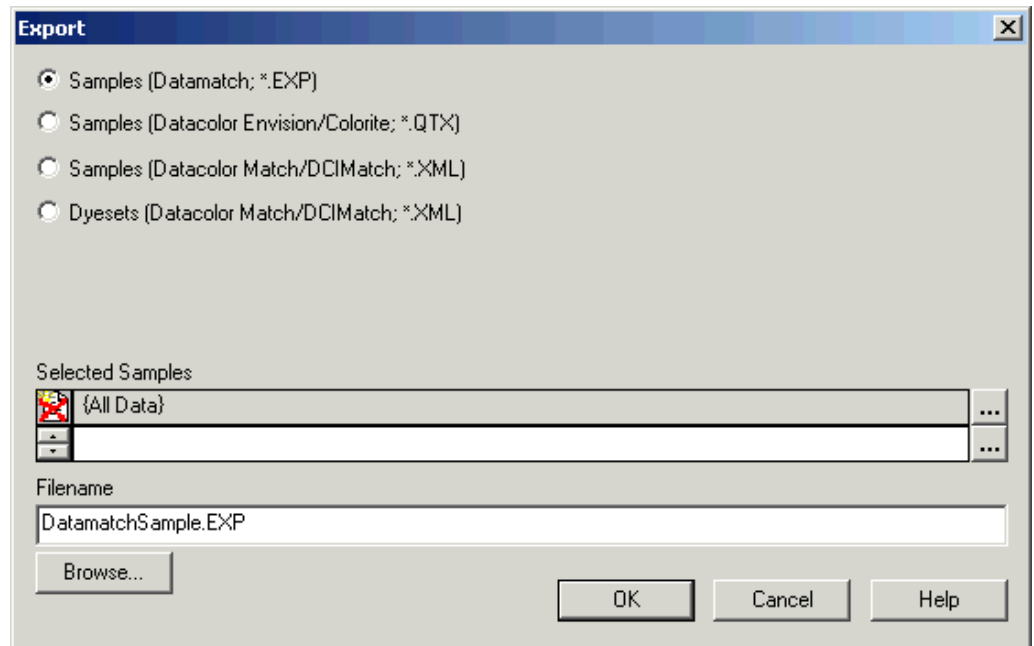 Export
Samples (Datamatch; *.EXP)
Samples (Datacolor Envision/Colorite; *.QTX)
Samples (Datacolor Match/DCIMatch; *.XML)
Dyesets (Datacolor Match/DCIMatch; *.XML)
Selected Samples
{All Data}
...
...
Filename
DatamatchSample.EXP
Browse...
OK Cancel Help